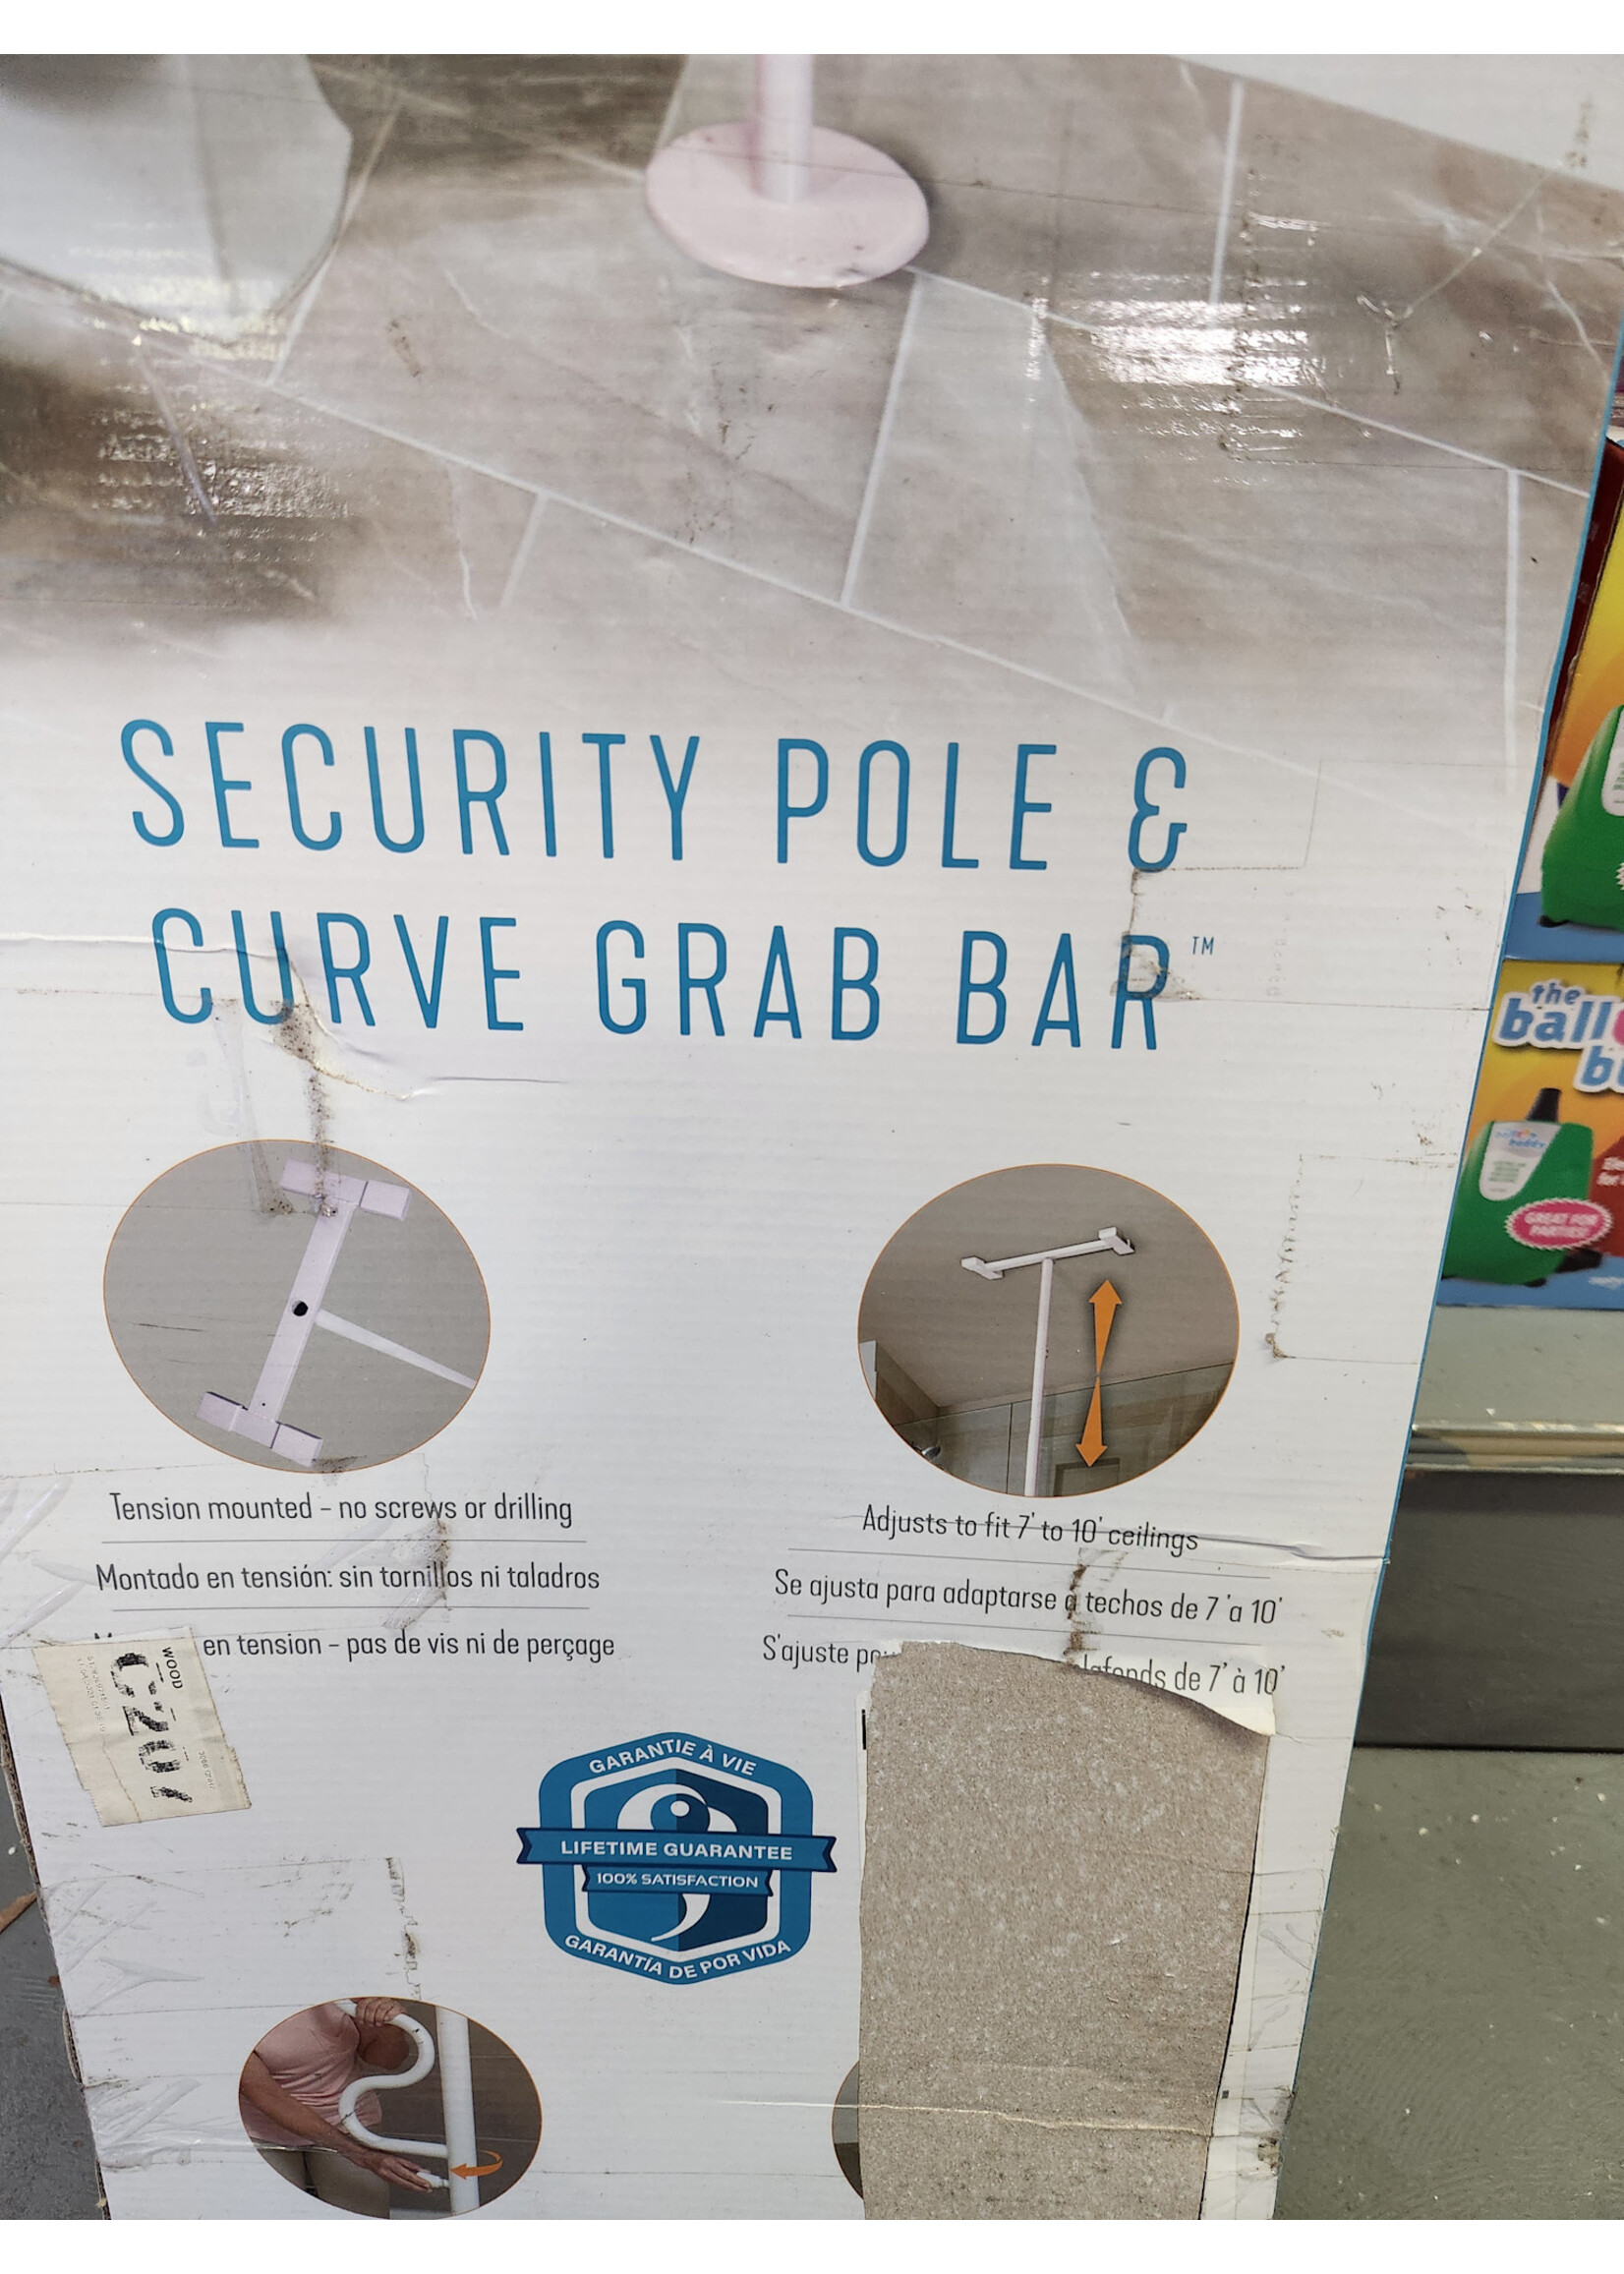 SECURITY POLE &
CURVE GRAB BAR™
Tension mounted – no screws or drilling
Montado en tensión: sin tornillos ni taladros
en tension – pas de vis ni de perçage
Adjusts to fit 7' to 10' ceilings
Se ajusta para adaptarse a techos de 7 'a 10'
S'ajuste
de 7' à 10'
WOOD
GARANTIE À VIE
LIFETIME GUARANTEE
100% SATISFACTION
GARANTÍA DE POR VIDA
the
GREAT FOR
PARTIES!